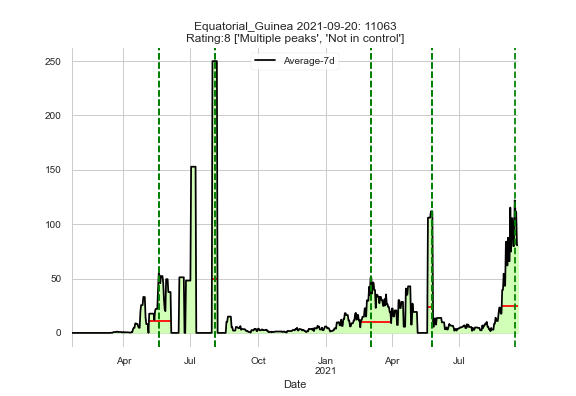 Equatorial_Guinea 2021-09-20: 11063
Rating:8 ['Multiple peaks', 'Not in control']
Average-7d
250
200
150
100
50
0
Apr Jul Oct Jan Apr Jul
2021
Date